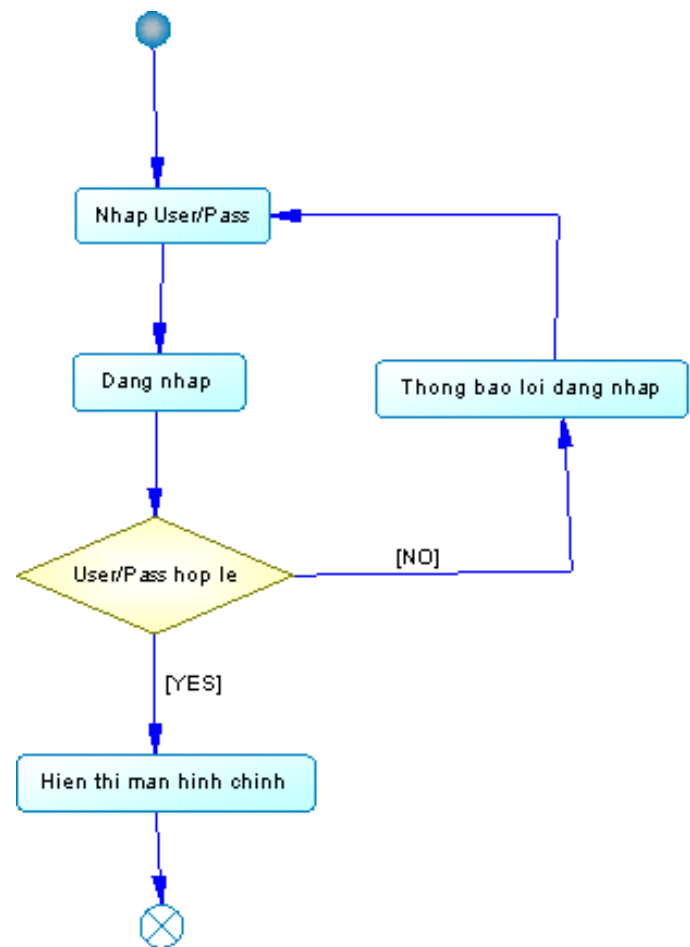 Nhap User/Pass
Dang nhap
Thong bao loi dang nhap
User/Pass hop le
[NO]
[YES]
Hien thi man hinh chinh